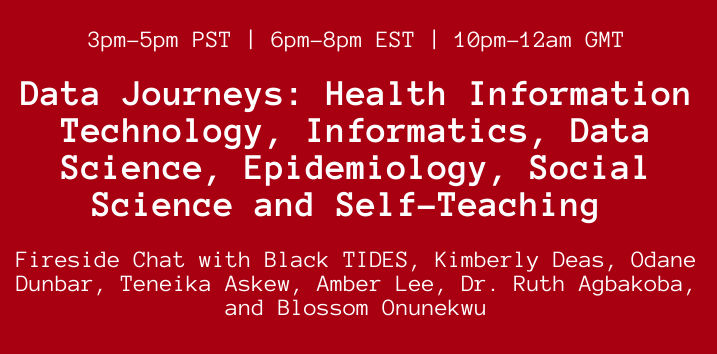 3pm-5pm PST | 6pm-8pm EST | 10pm-12am GMT
Data Journeys: Health Information
Technology, Informatics, Data
Science, Epidemiology, Social
Science and Self-Teaching
Fireside Chat with Black TIDES, Kimberly Deas, Odane
Dunbar, Teneika Askew, Amber Lee, Dr. Ruth Agbakoba,
and Blossom Onunekwu